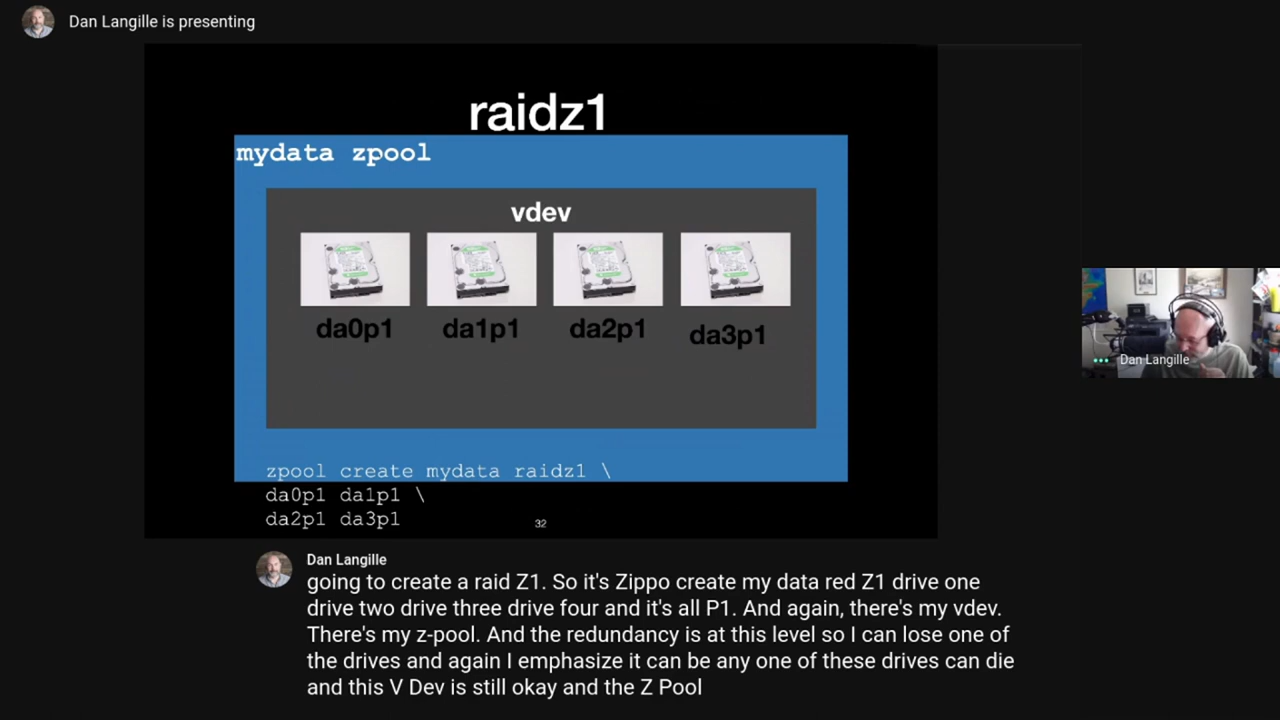 Dan Langille is presenting
raidz1
mydata zpool
vdev
da0p1 da1p1 da2p1 da3p1
zpool create mydata raidz1 \
da0p1 da1p1 \
da2p1 da3p1
32
Dan Langille
Dan Langille
going to create a raid Z1. So it's Zippo create my data red Z1 drive one
drive two drive three drive four and it's all P1. And again, there's my vdev.
There's my z-pool. And the redundancy is at this level so I can lose one of
the drives and again I emphasize it can be any one of these drives can die
and this V Dev is still okay and the Z Pool